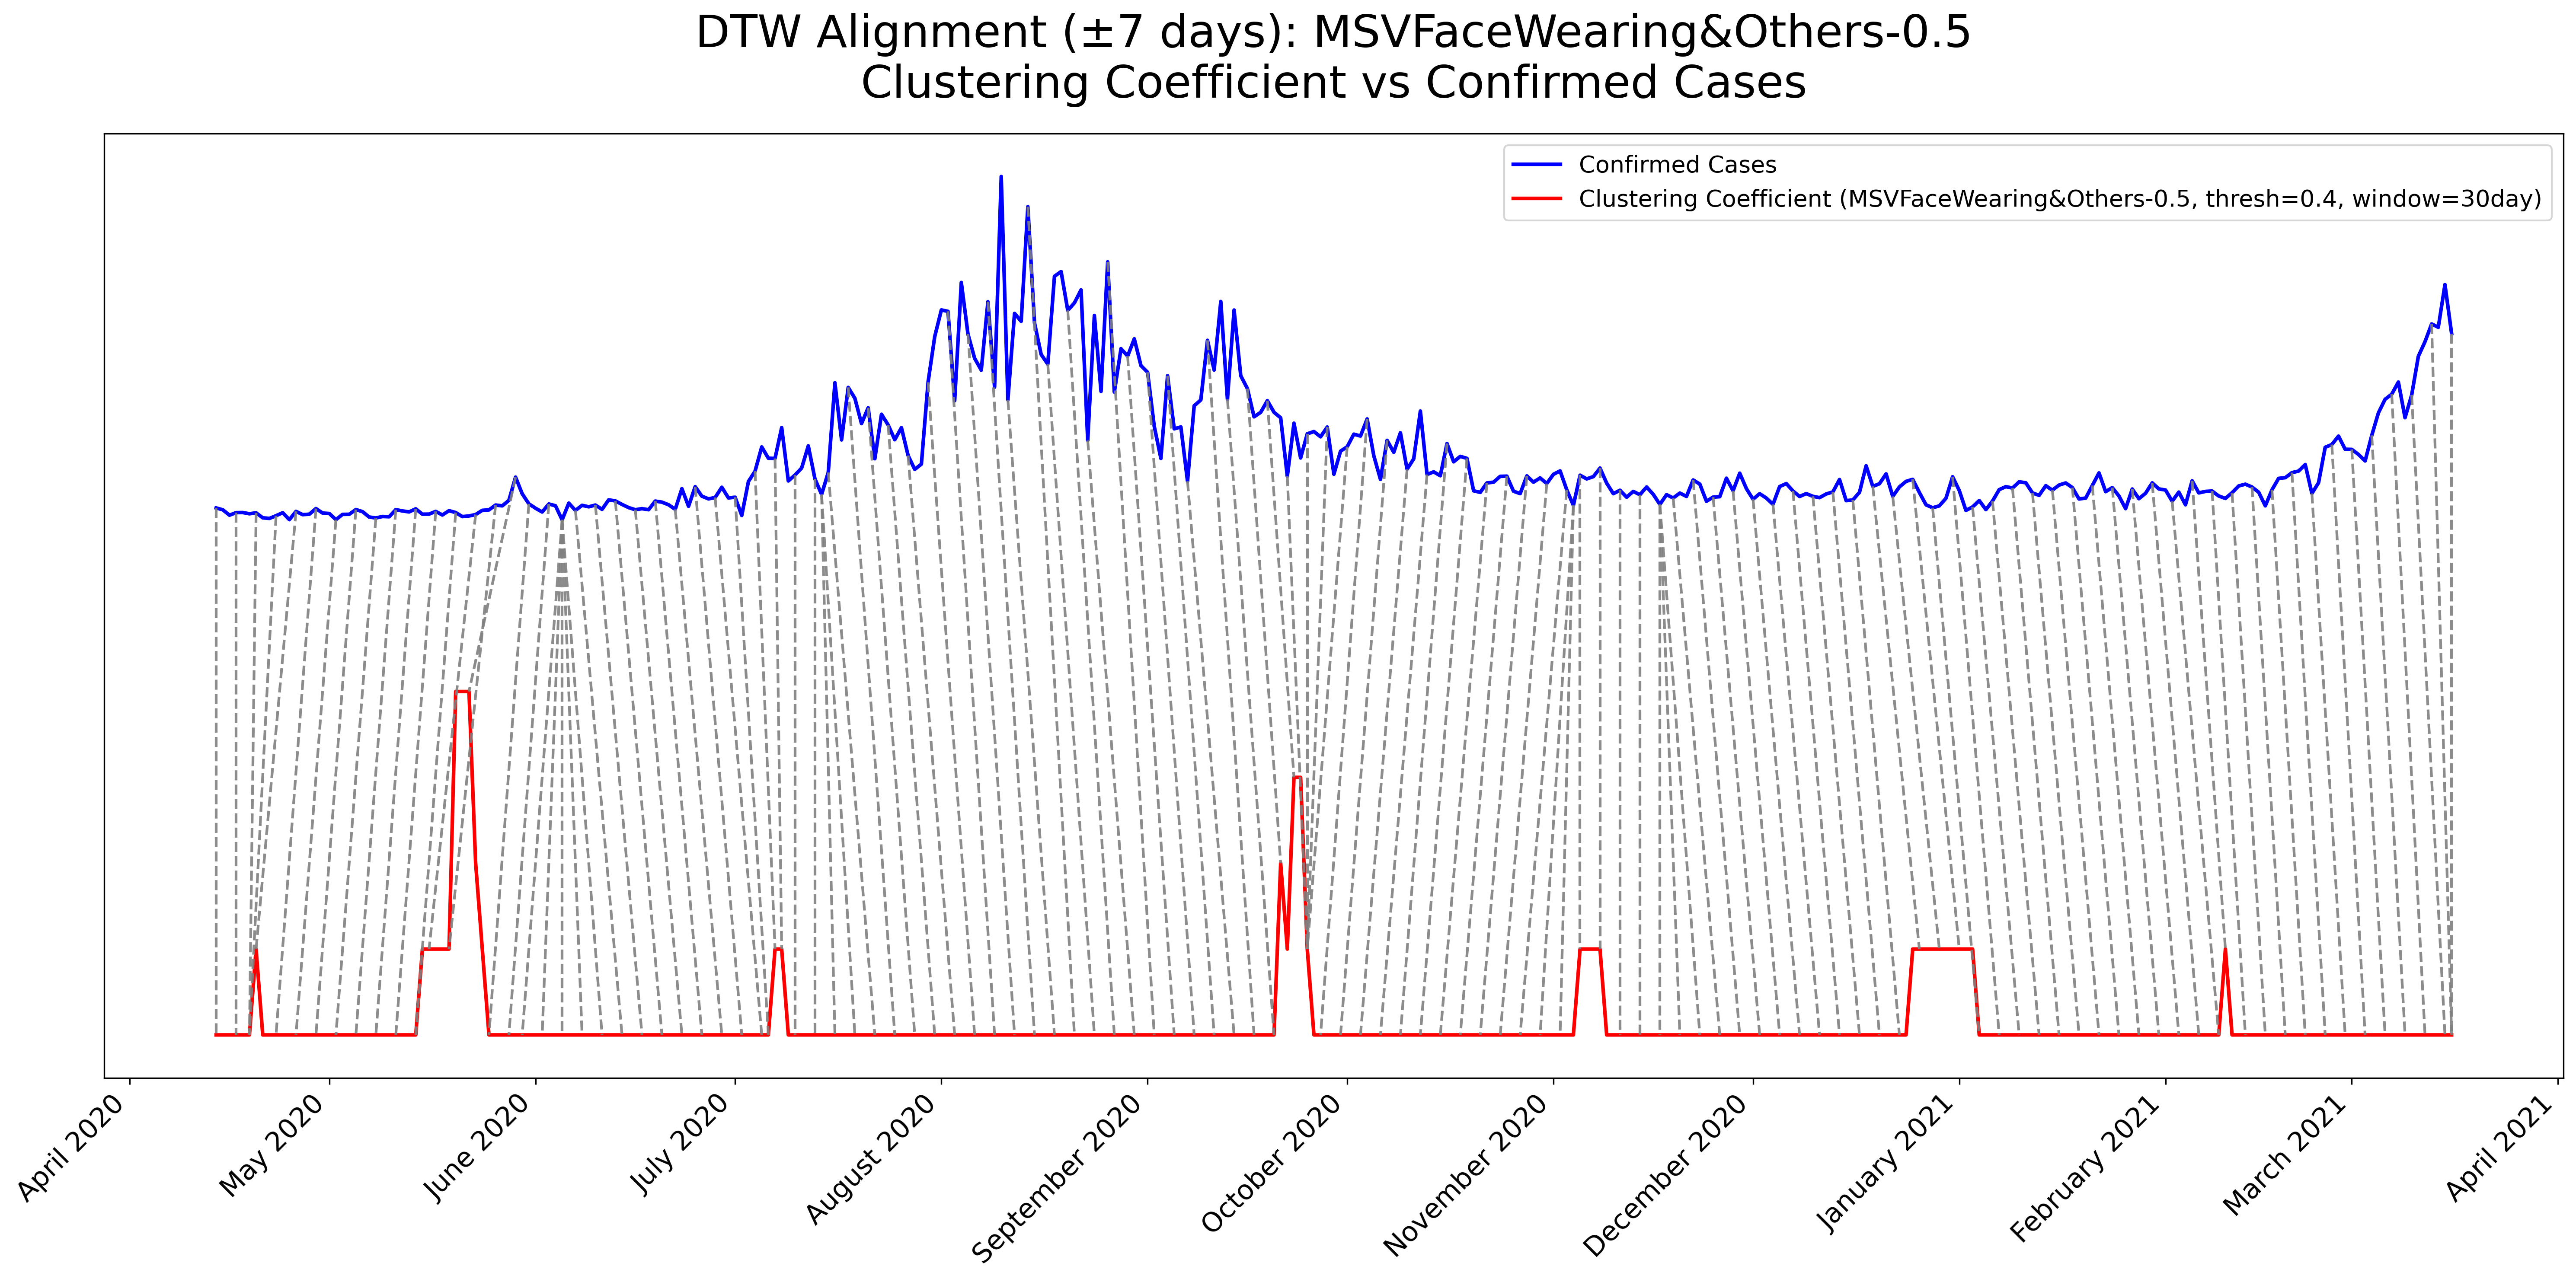 DTW Alignment (±7 days): MSVFaceWearing&Others-0.5
Clustering Coefficient vs Confirmed Cases
Confirmed Cases
Clustering Coefficient (MSVFaceWearing&Others-0.5, thresh=0.4, window=30day)
April 2020
May 2020
June 2020
July 2020
August 2020
September 2020
October 2020
November 2020
December 2020
January 2021
February 2021
March 2021
April 2021